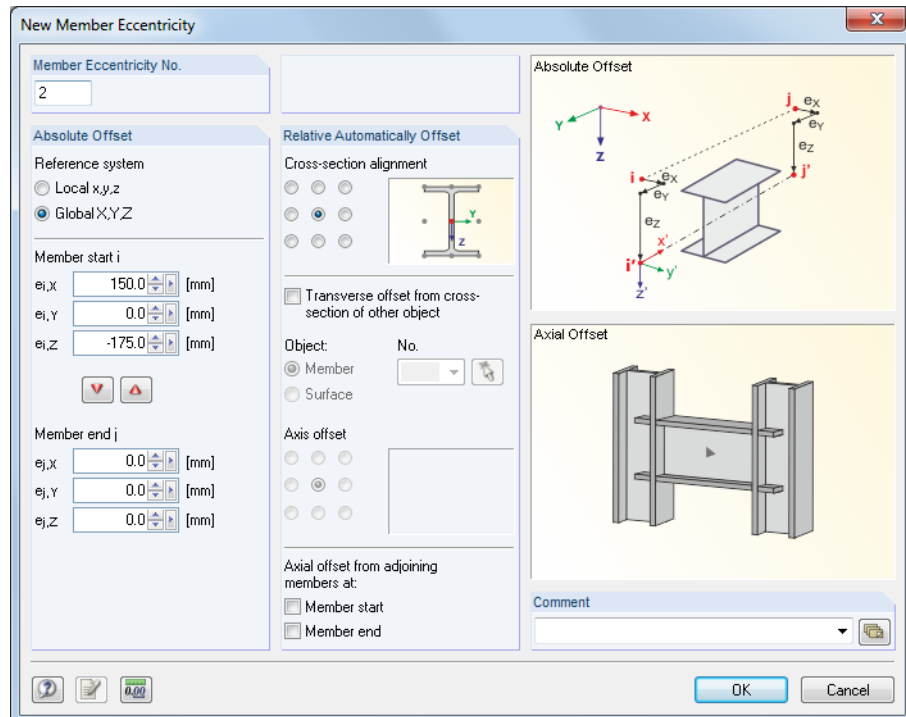 New Member Eccentricity
Member Eccentricity No.
2
Absolute Offset
Reference system
Local x,y,z
Global X,Y,Z
Member start i
ei,X 150.0 [mm]
ei,Y 0.0 [mm]
ei,Z -175.0 [mm]
Member end j
ej,X 0.0 [mm]
ej,Y 0.0 [mm]
ej,Z 0.0 [mm]
Relative Automatically Offset
Cross-section alignment
Y
Z
Transverse offset from cross-
section of other object
Object: No.
Member
Surface
Axis offset
Axial offset from adjoining
members at:
Member start
Member end
Absolute Offset
Y X
Z
j eX
eY
eZ
j'
i eX
eY
eZ
x'
i' y'
z'
Axial Offset
Comment
0.00
OK Cancel